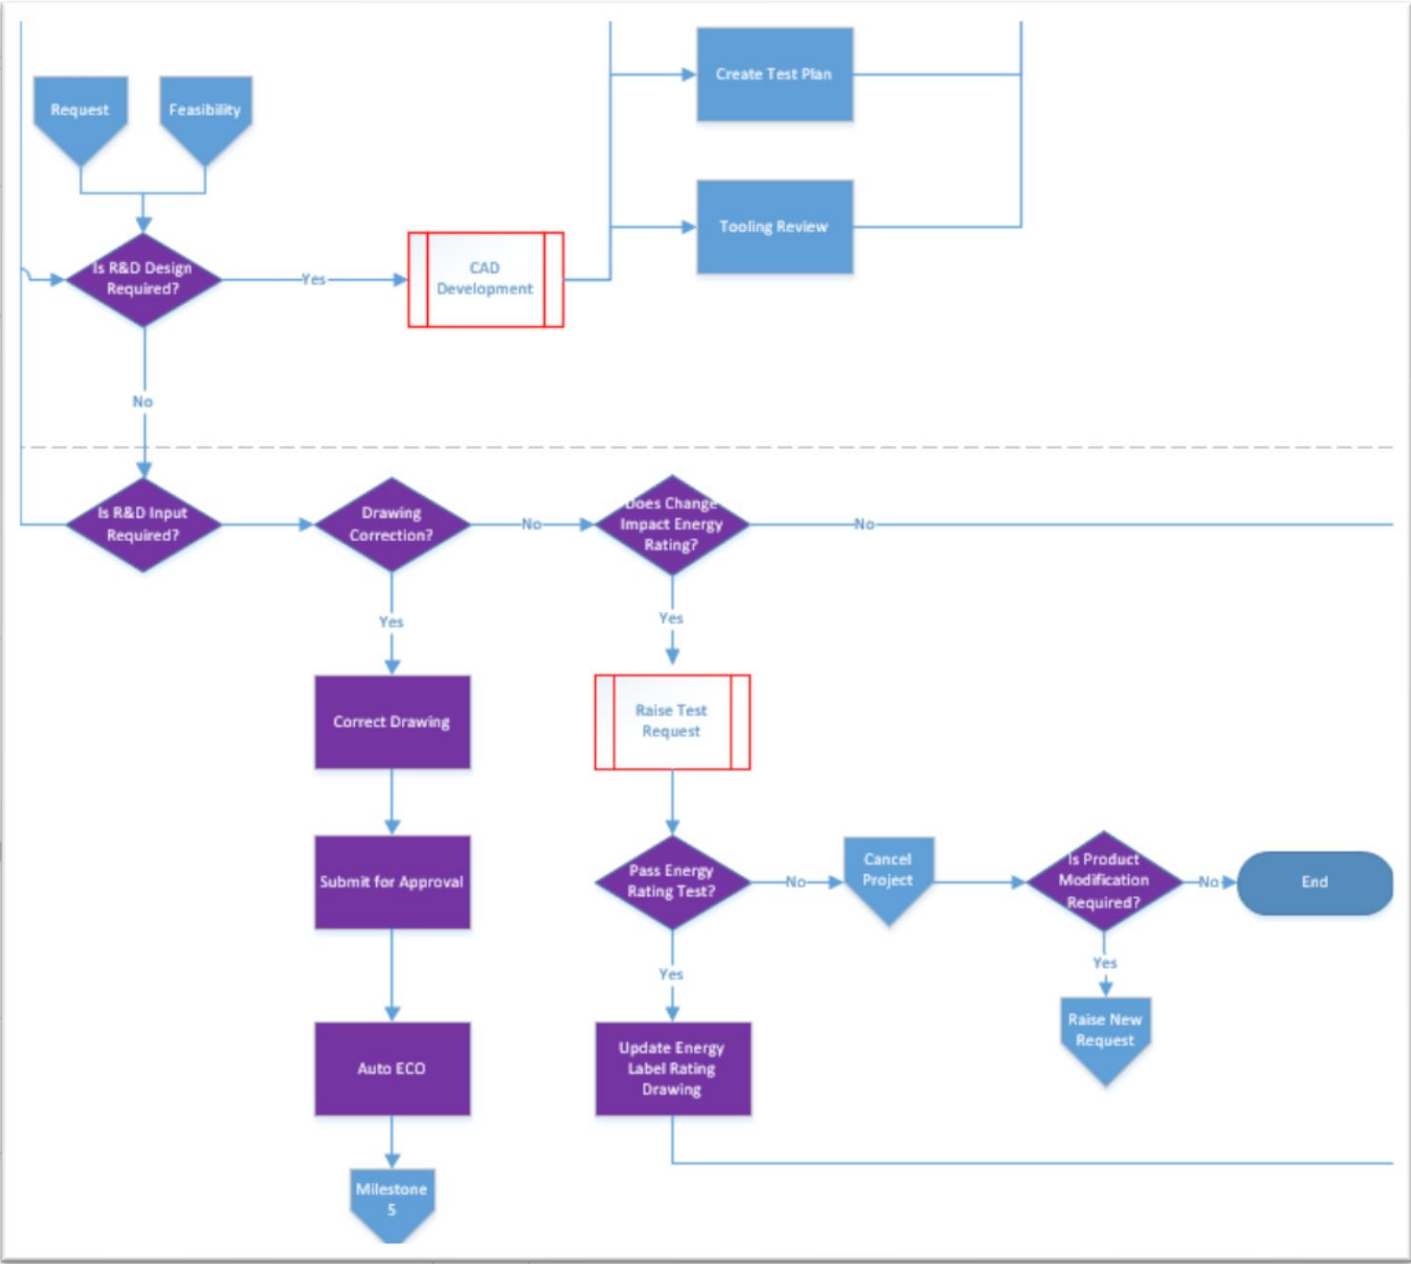 Create Test Plan
Request
Feasibility
Tooling Review
Is R&D Design
Required?
Yes
CAD
Development
No
Is R&D Input
Required?
Drawing
Correction?
No
Does Change
Impact Energy
Rating?
No
Yes
Yes
Correct Drawing
Raise Test
Request
Submit for Approval
Pass Energy
Rating Test?
No
Cancel
Project
Is Product
Modification
Required?
No
End
Yes
Yes
Auto ECO
Update Energy
Label Rating
Drawing
Raise New
Request
Milestone
5